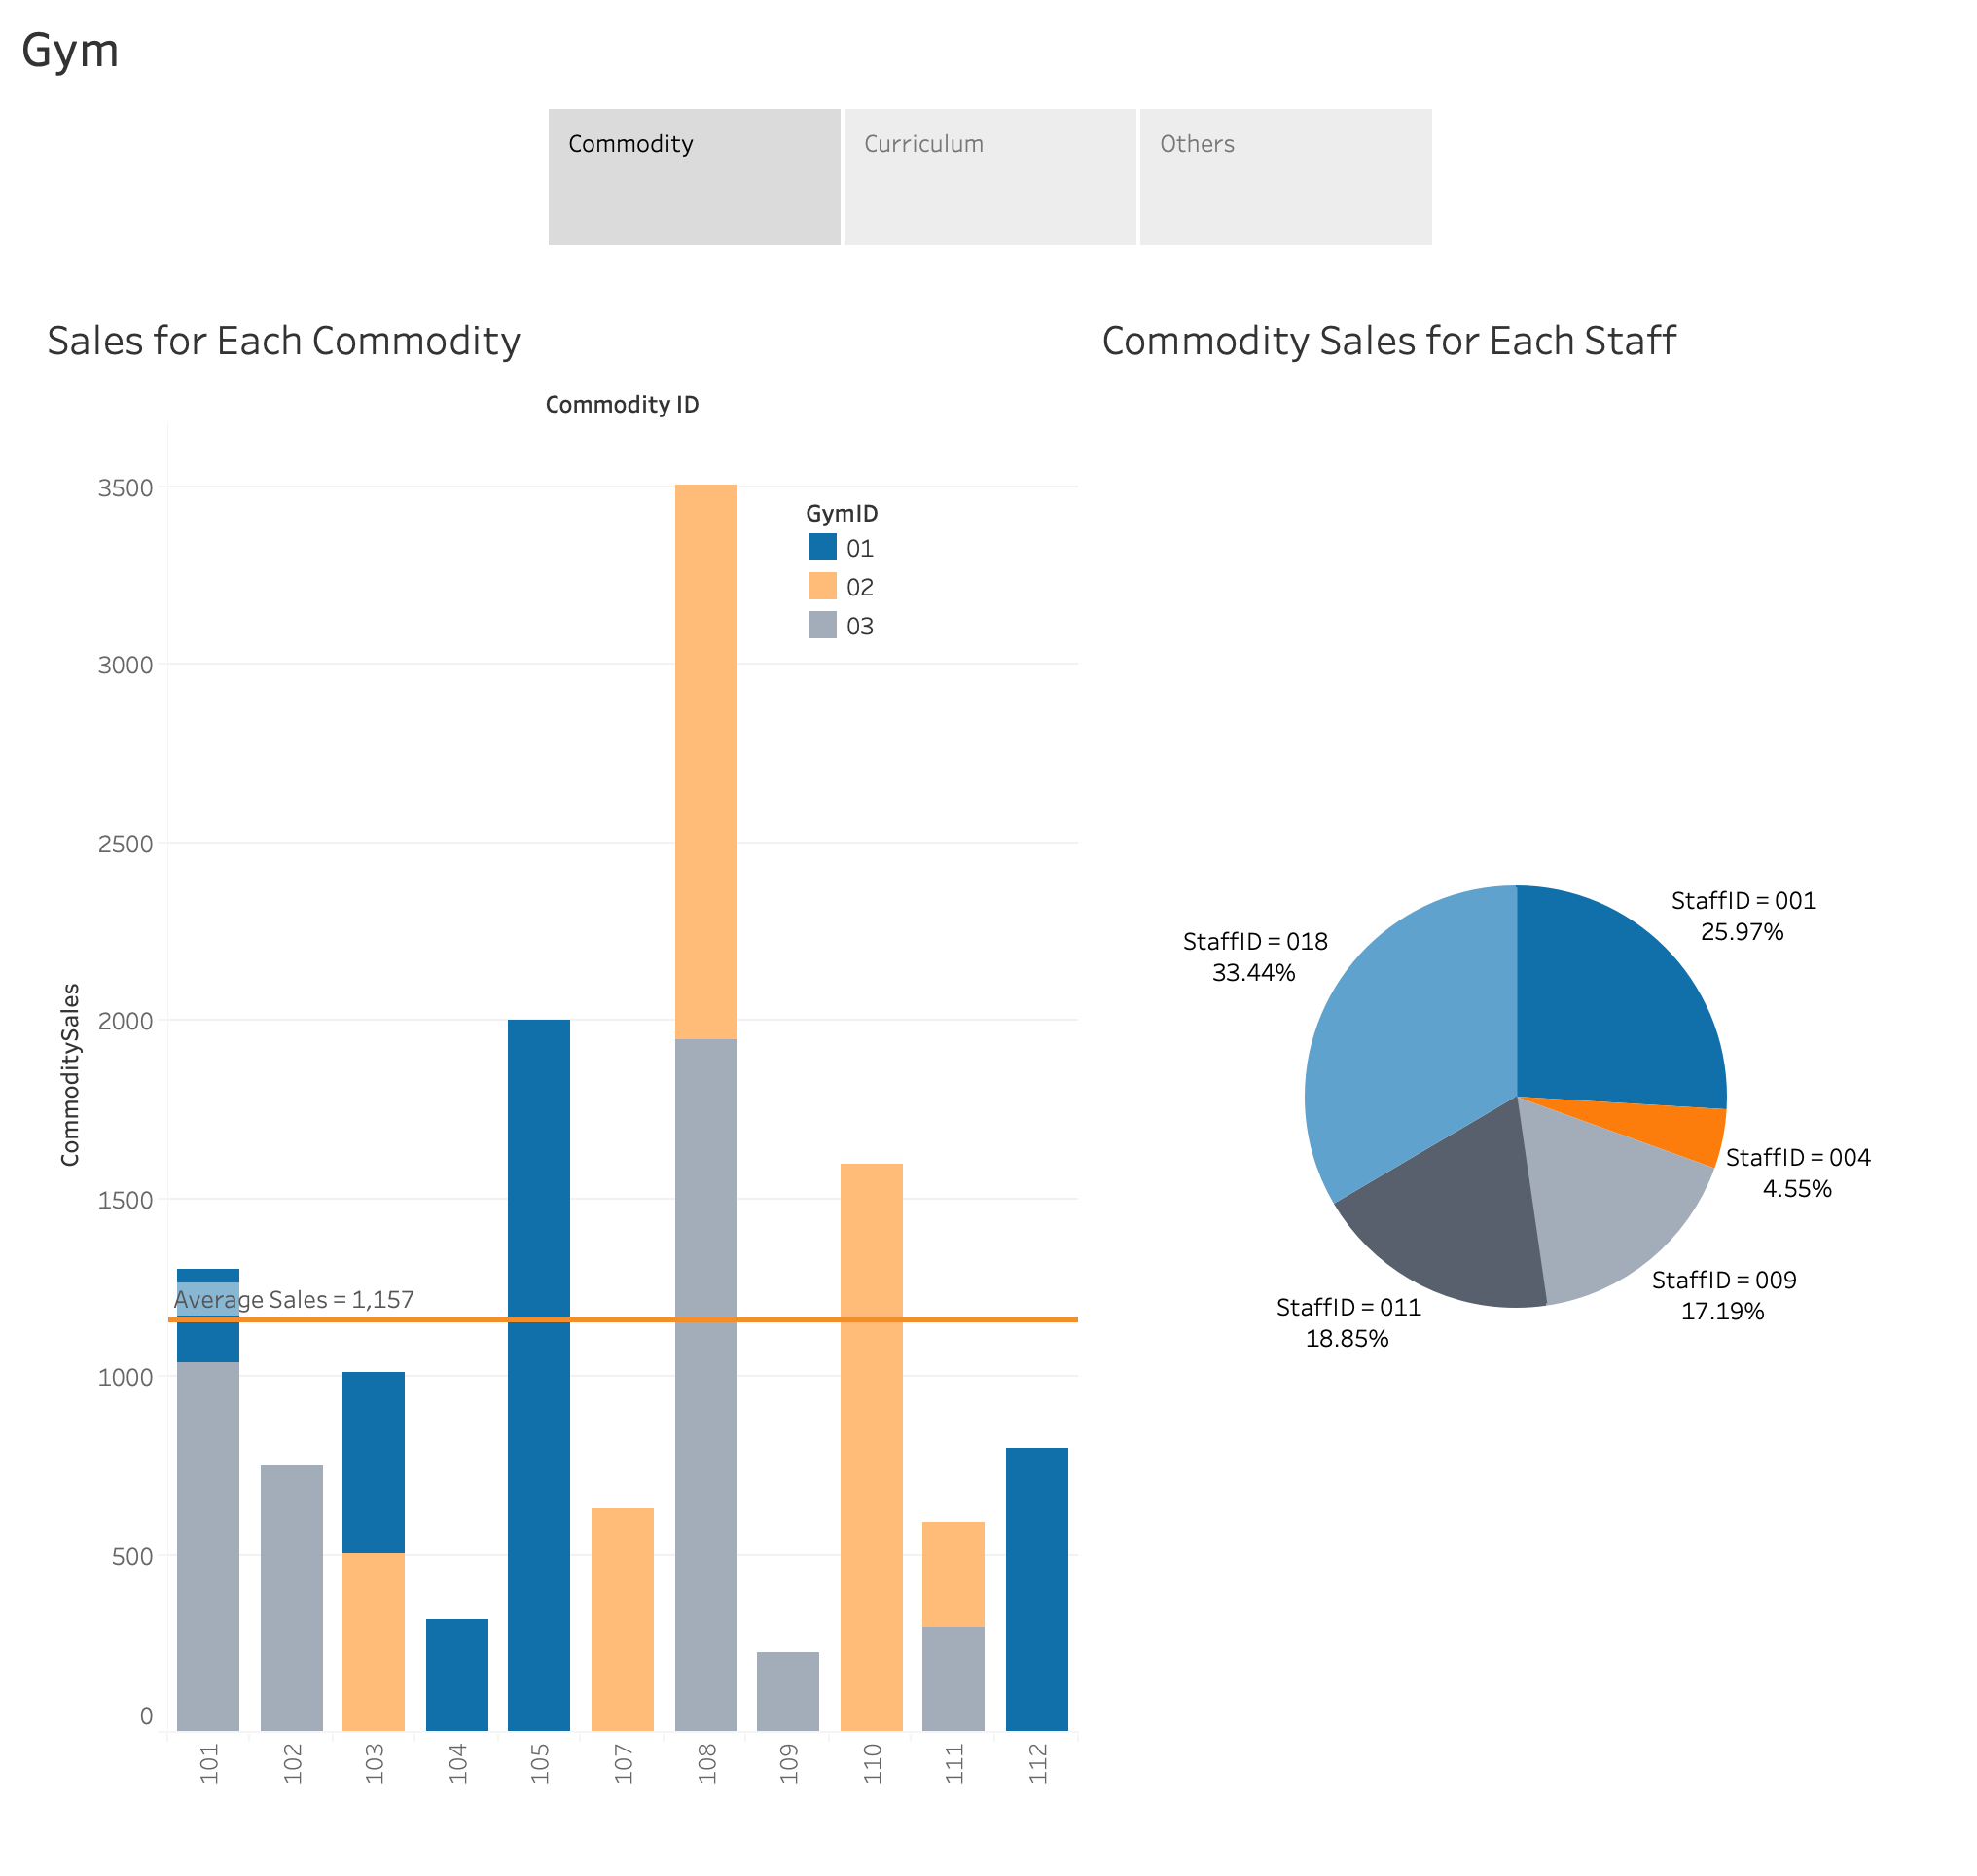 Gym
Commodity
Curriculum
Others
Sales for Each Commodity
Commodity ID
3500
3000
2500
2000
1500
1000
500
0
CommoditySales
GymID
01
02
03
Average Sales = 1,157
101
102
103
104
105
107
108
109
110
111
112
Commodity Sales for Each Staff
StaffID = 001
25.97%
StaffID = 018
33.44%
StaffID = 004
4.55%
StaffID = 009
17.19%
StaffID = 011
18.85%